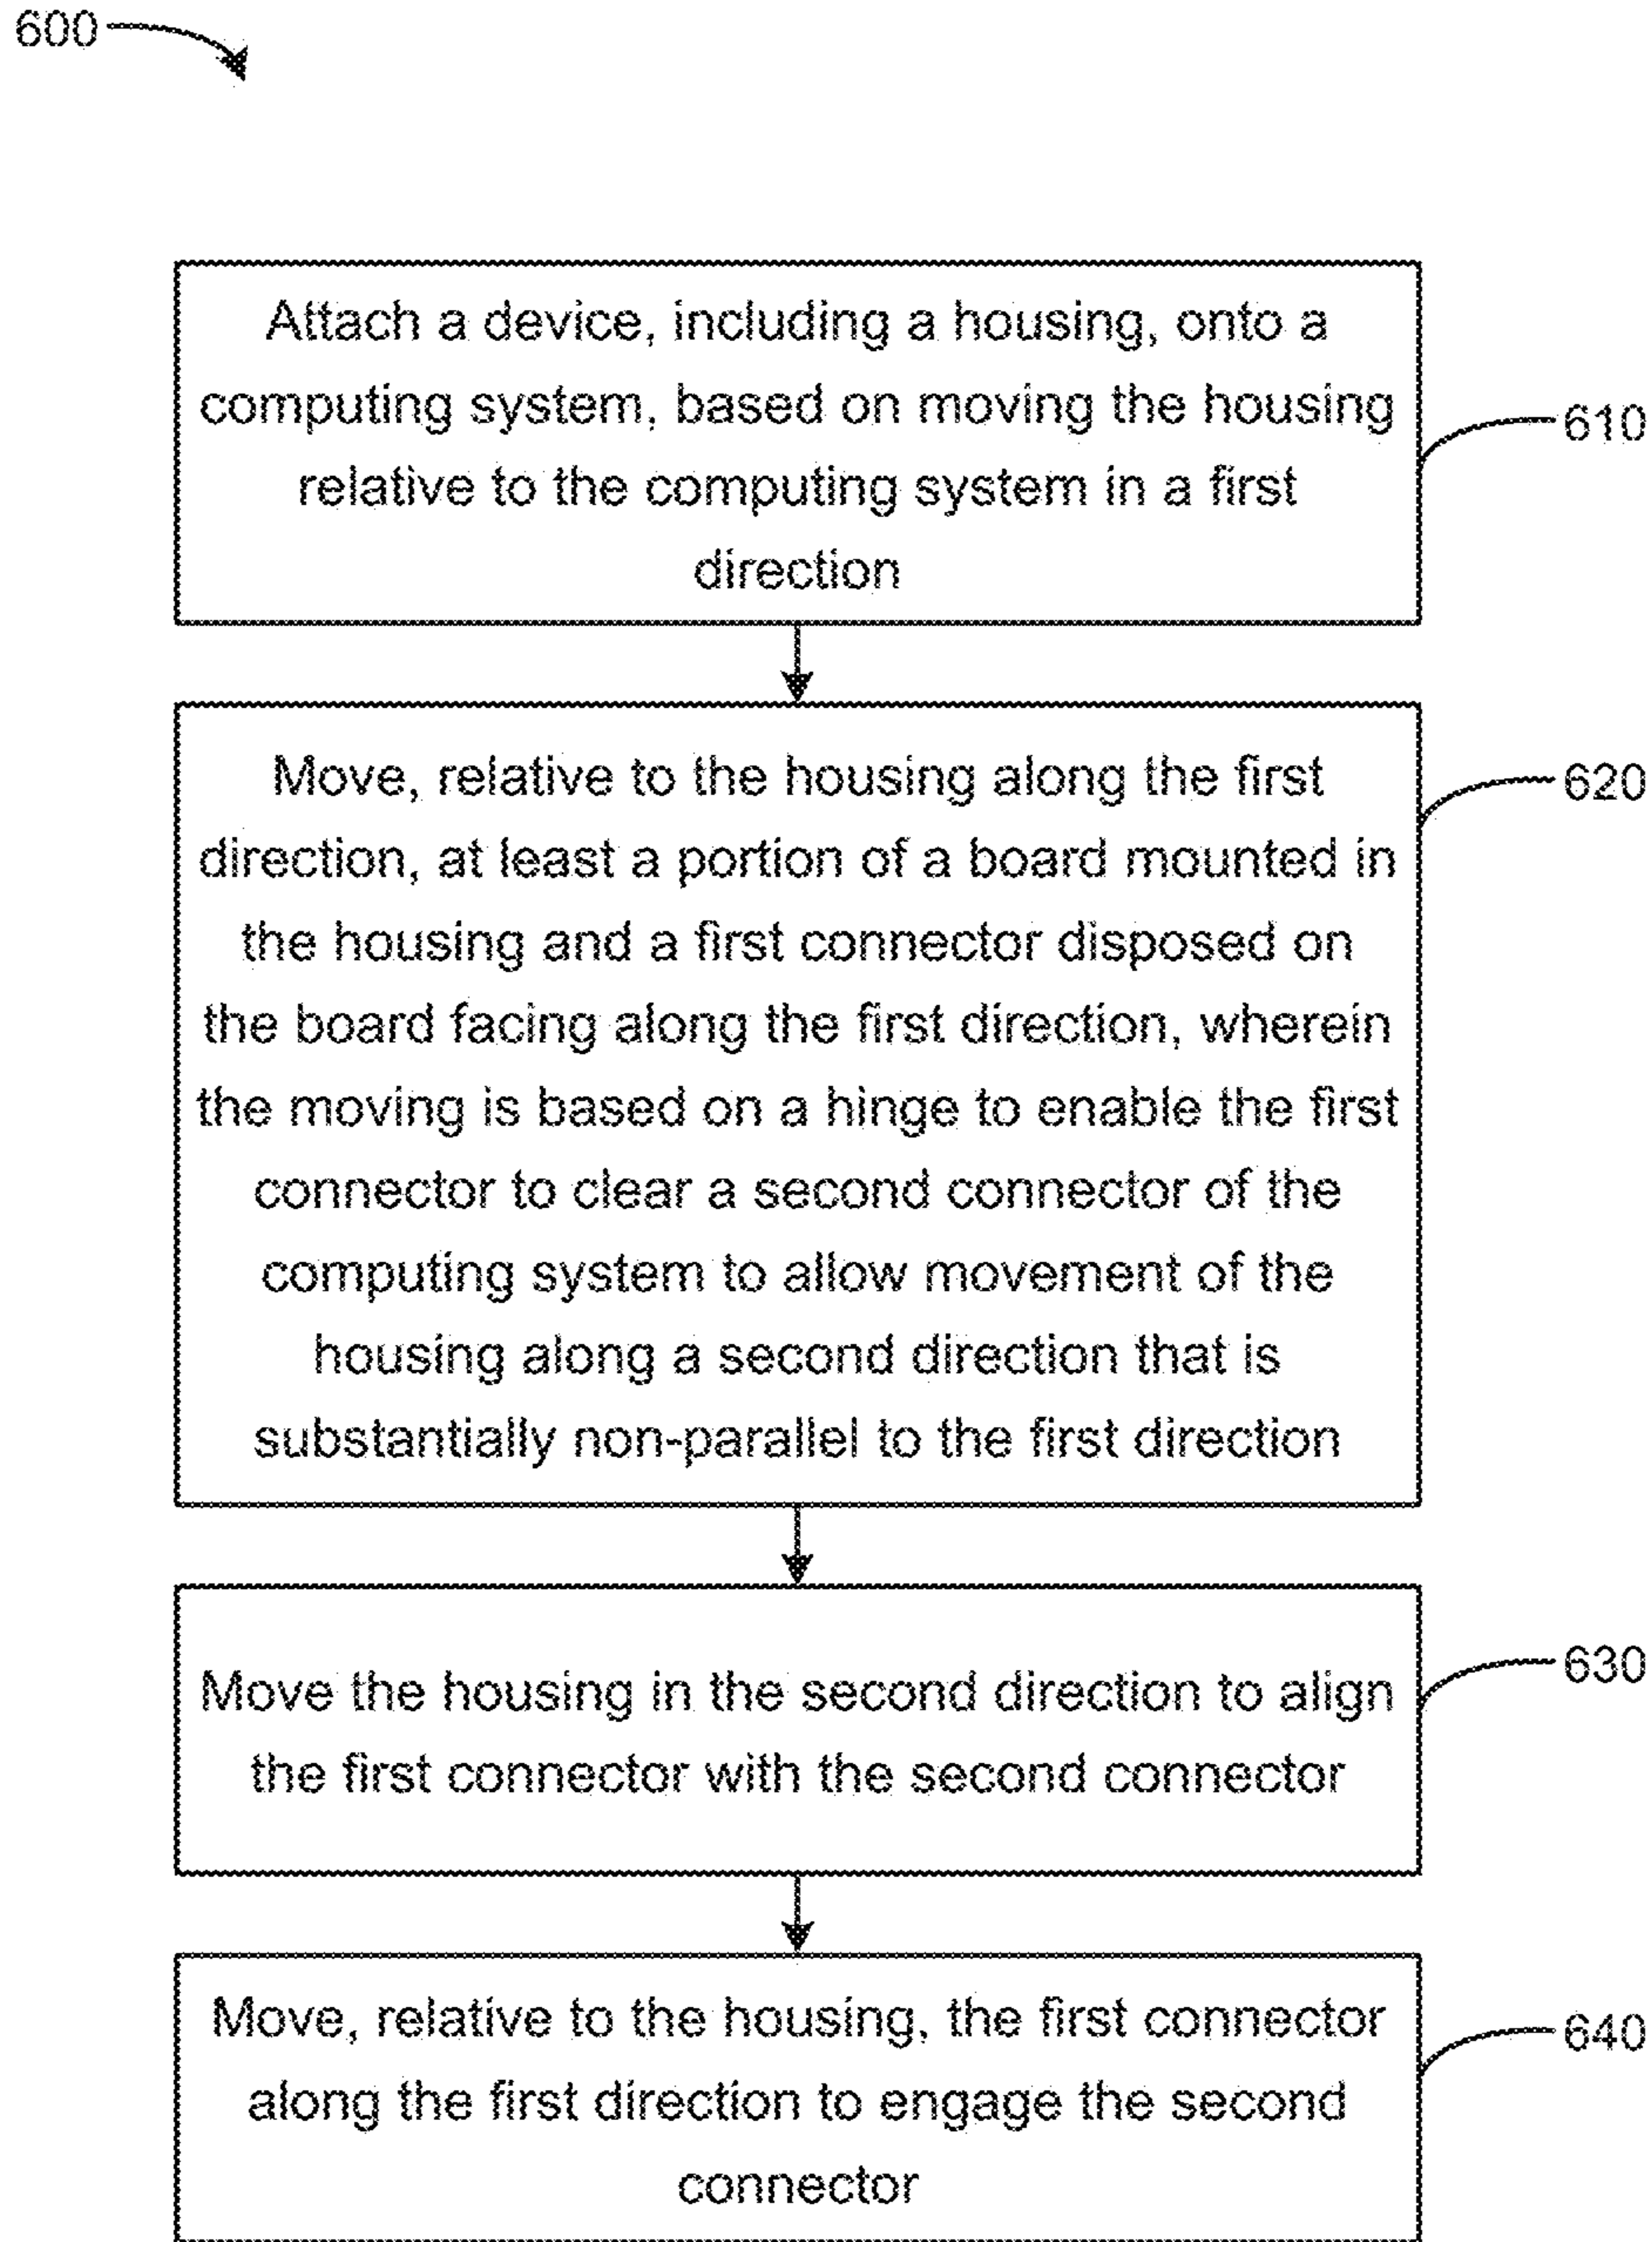 600
Attach a device, including a housing, onto a
computing system, based on moving the housing
relative to the computing system in a first
direction
610
Move, relative to the housing along the first
direction, at least a portion of a board mounted in
the housing and a first connector disposed on
the board facing along the first direction, wherein
the moving is based on a hinge to enable the first
connector to clear a second connector of the
computing system to allow movement of the
housing along a second direction that is
substantially non-parallel to the first direction
620
Move the housing in the second direction to align
the first connector with the second connector
630
Move, relative to the housing, the first connector
along the first direction to engage the second
connector
640